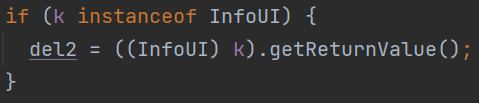 if (k instanceof InfoUI) {
del2 = ((InfoUI) k).getReturnValue();
}